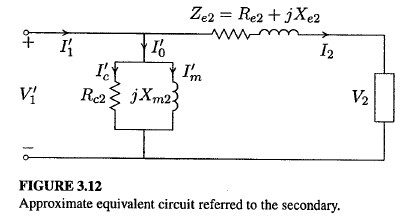 Z_e2 = R_e2 + jX_e2
+
I′_1
I′_0
I_2
I′_c
I′_m
V′_1
R_c2
jX_m2
V_2
−
FIGURE 3.12
Approximate equivalent circuit referred to the secondary.